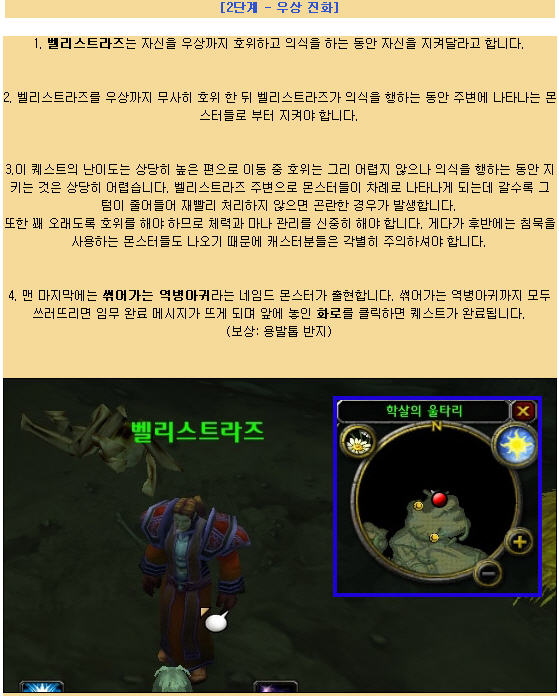 [2단계 - 우상 진화]
1. 벨리스트라즈는 자신을 우상까지 호위하고 의식을 하는 동안 자신을 지켜달라고 합니다.
2. 벨리스트라즈를 우상까지 무사히 호위 한 뒤 벨리스트라즈가 의식을 행하는 동안 주변에 나타나는 몬
스터들로 부터 지켜야 합니다.
3.이 퀘스트의 난이도는 상당히 높은 편으로 이동 중 호위는 그리 어렵지 않으나 의식을 행하는 동안 지
키는 것은 상당히 어렵습니다. 벨리스트라즈 주변으로 몬스터들이 차례로 나타나게 되는데 갈수록 그
텀이 줄어들어 재빨리 처리하지 않으면 곤란한 경우가 발생합니다.
또한 꽤 오래도록 호위를 해야 하므로 체력과 마나 관리를 신중히 해야 합니다. 게다가 후반에는 침묵을
사용하는 몬스터들도 나오기 때문에 캐스터분들은 각별히 주의하셔야 합니다.
4. 맨 마지막에는 썪어가는 역병아귀라는 네임드 몬스터가 출현합니다. 썪어가는 역병아귀까지 모두
쓰러뜨리면 임무 완료 메시지가 뜨게 되며 앞에 놓인 화로를 클릭하면 퀘스트가 완료됩니다.
(보상: 용발톱 반지)
학살의 울타리
N
벨리스트라즈